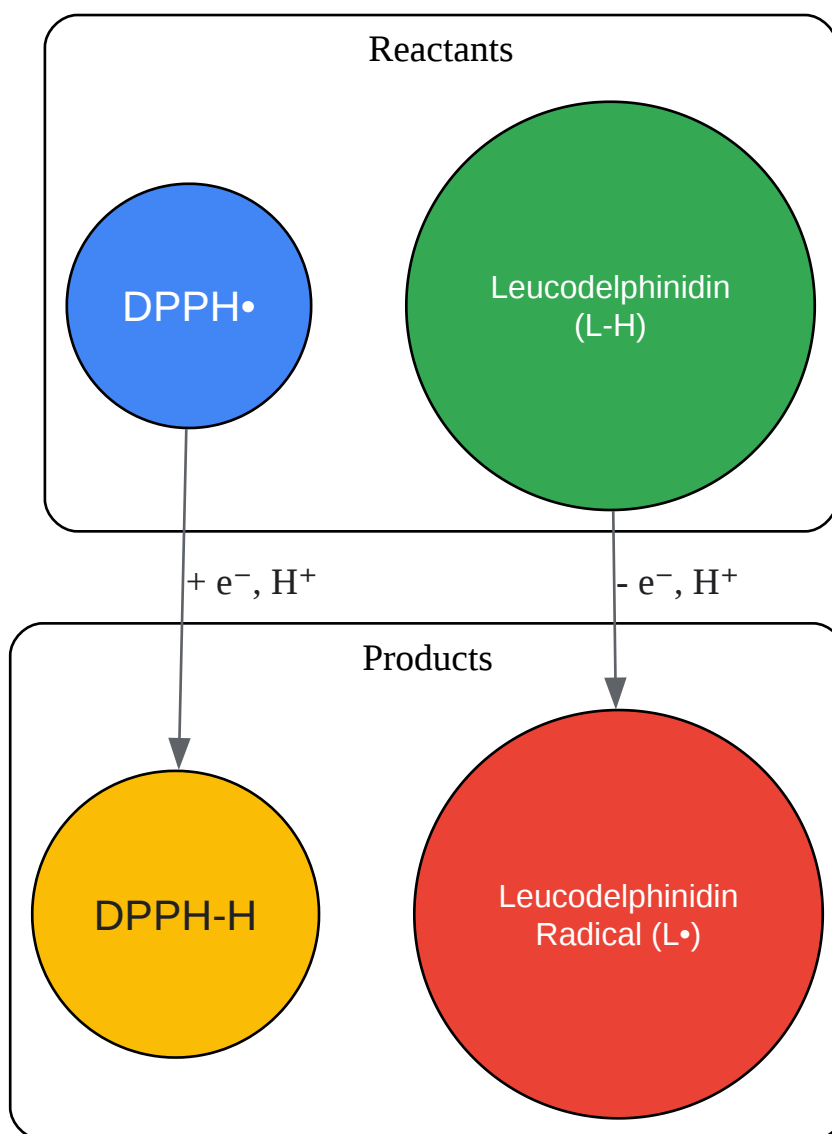 Reactants
DPPH•
Leucodelphinidin
(L-H)
+ e⁻, H⁺
- e⁻, H⁺
Products
DPPH-H
Leucodelphinidin
Radical (L•)